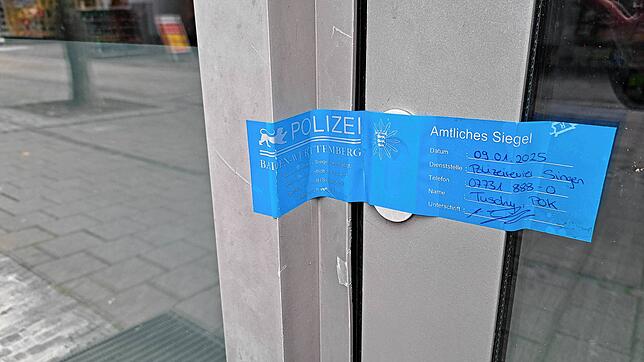 POLIZEI
BADEN-WÜRTTEMBERG
Amtliches Siegel
Datum 09.01.2025
Dienststelle: Polizeirevier Singen
Telefon 07731 888-0
Name Tuschy, POK
Unterschrift: